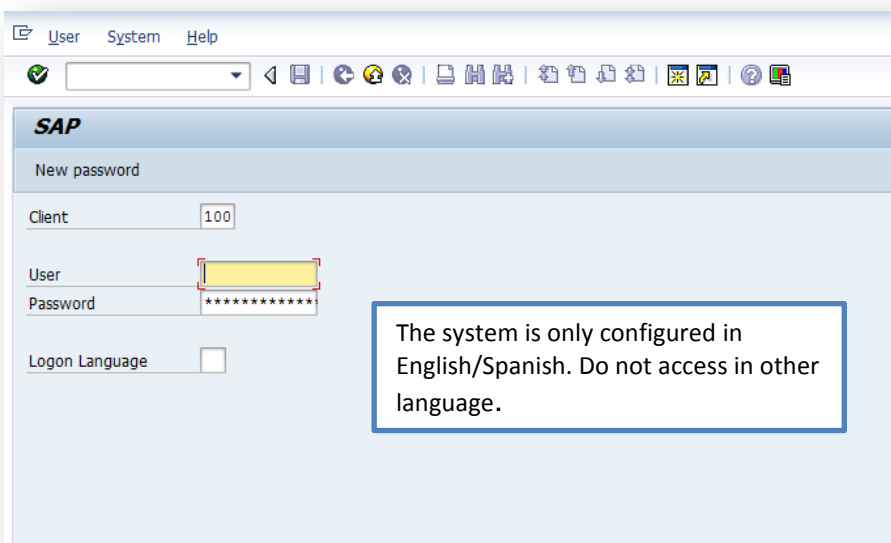 User System Help
SAP
New password
Client 100
User
Password *************
Logon Language
The system is only configured in
English/Spanish. Do not access in other
language.